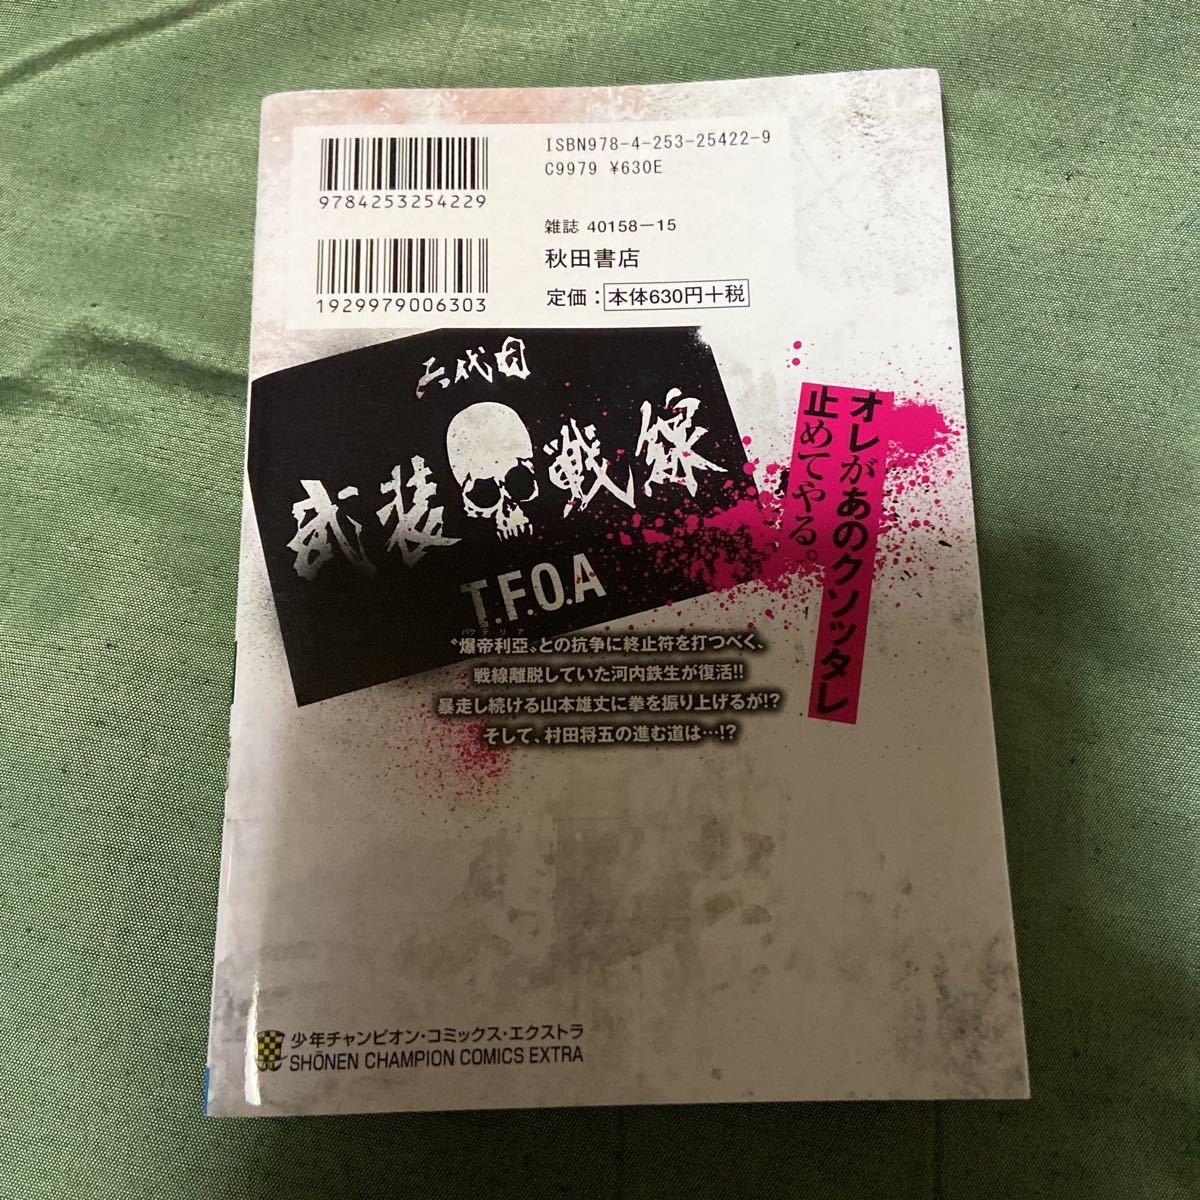 ISBN978-4-253-25422-9
C9979 ¥630E
9784253254229
雑誌 40158-15
秋田書店
1929979006303
定価：本体630円+税
六代目
武装戦線
T.F.O.A
オレがあのクソッタレ
止めてやる。
バクテリア
〝爆帝利亞〟との抗争に終止符を打つべく、
戦線離脱していた河内鉄生が復活!!
暴走し続ける山本雄丈に拳を振り上げるが!?
そして、村田将五の進む道は…!?
少年チャンピオン・コミックス・エクストラ
SHŌNEN CHAMPION COMICS EXTRA